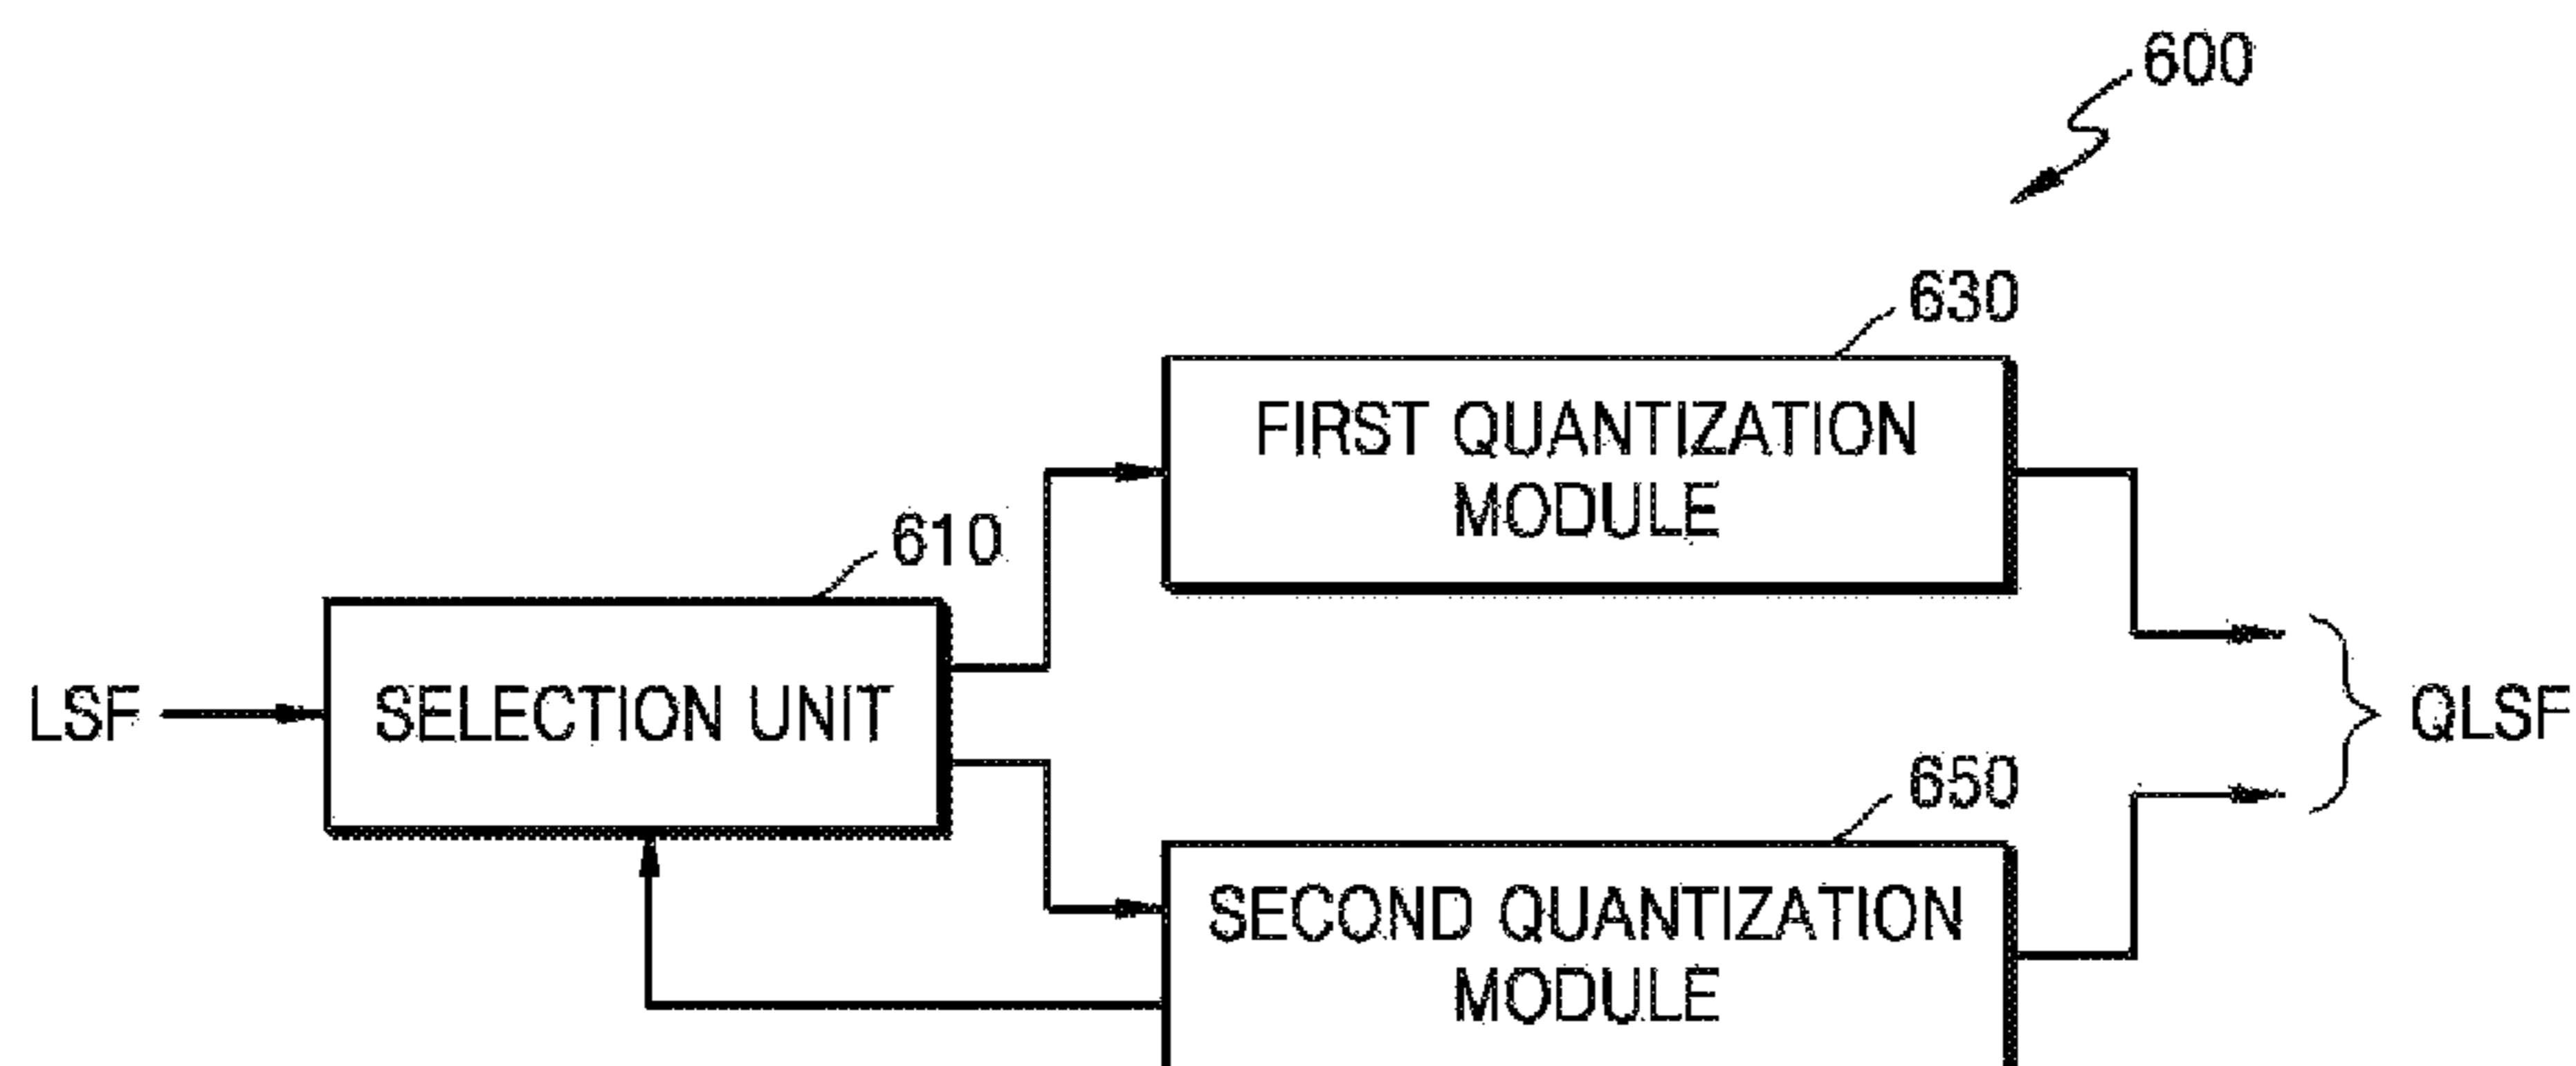 600
630
FIRST QUANTIZATION
MODULE
610
LSF
SELECTION UNIT
QLSF
650
SECOND QUANTIZATION
MODULE